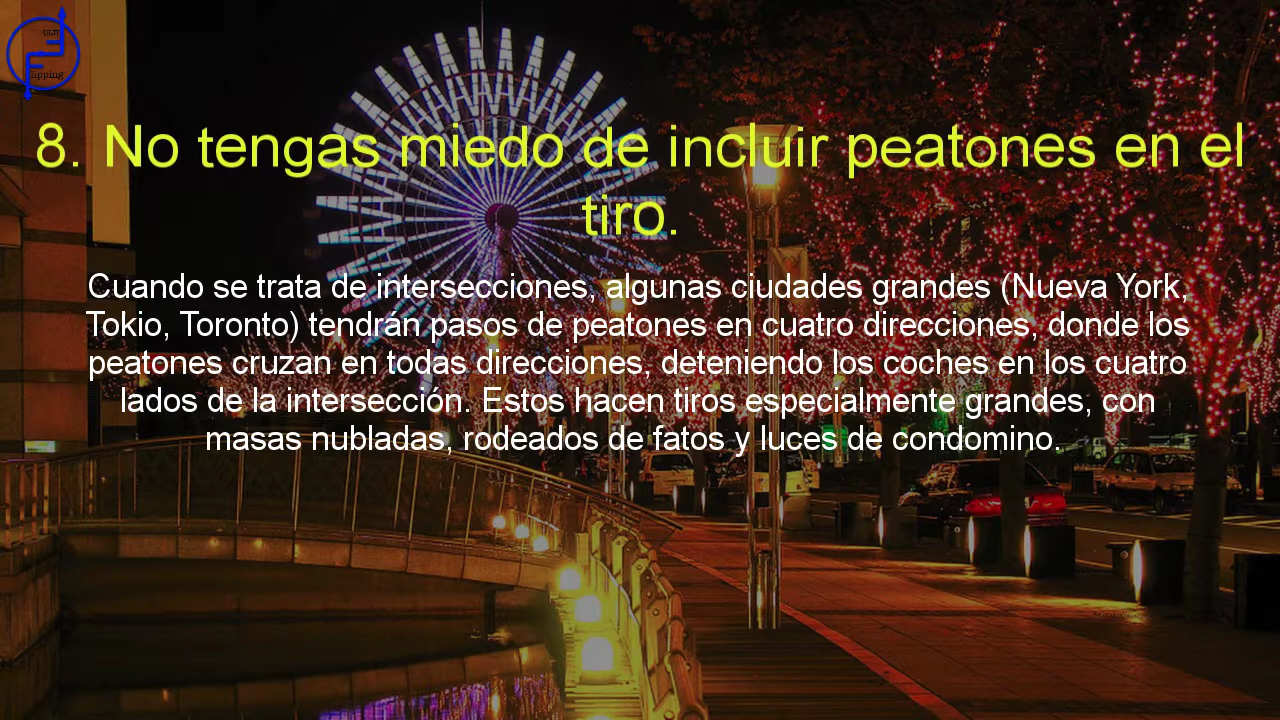 8. No tengas miedo de incluir peatones en el
tiro.
Cuando se trata de intersecciones, algunas ciudades grandes (Nueva York,
Tokio, Toronto) tendrán pasos de peatones en cuatro direcciones, donde los
peatones cruzan en todas direcciones, deteniendo los coches en los cuatro
lados de la intersección. Estos hacen tiros especialmente grandes, con
masas nubladas, rodeados de fatos y luces de condomino.